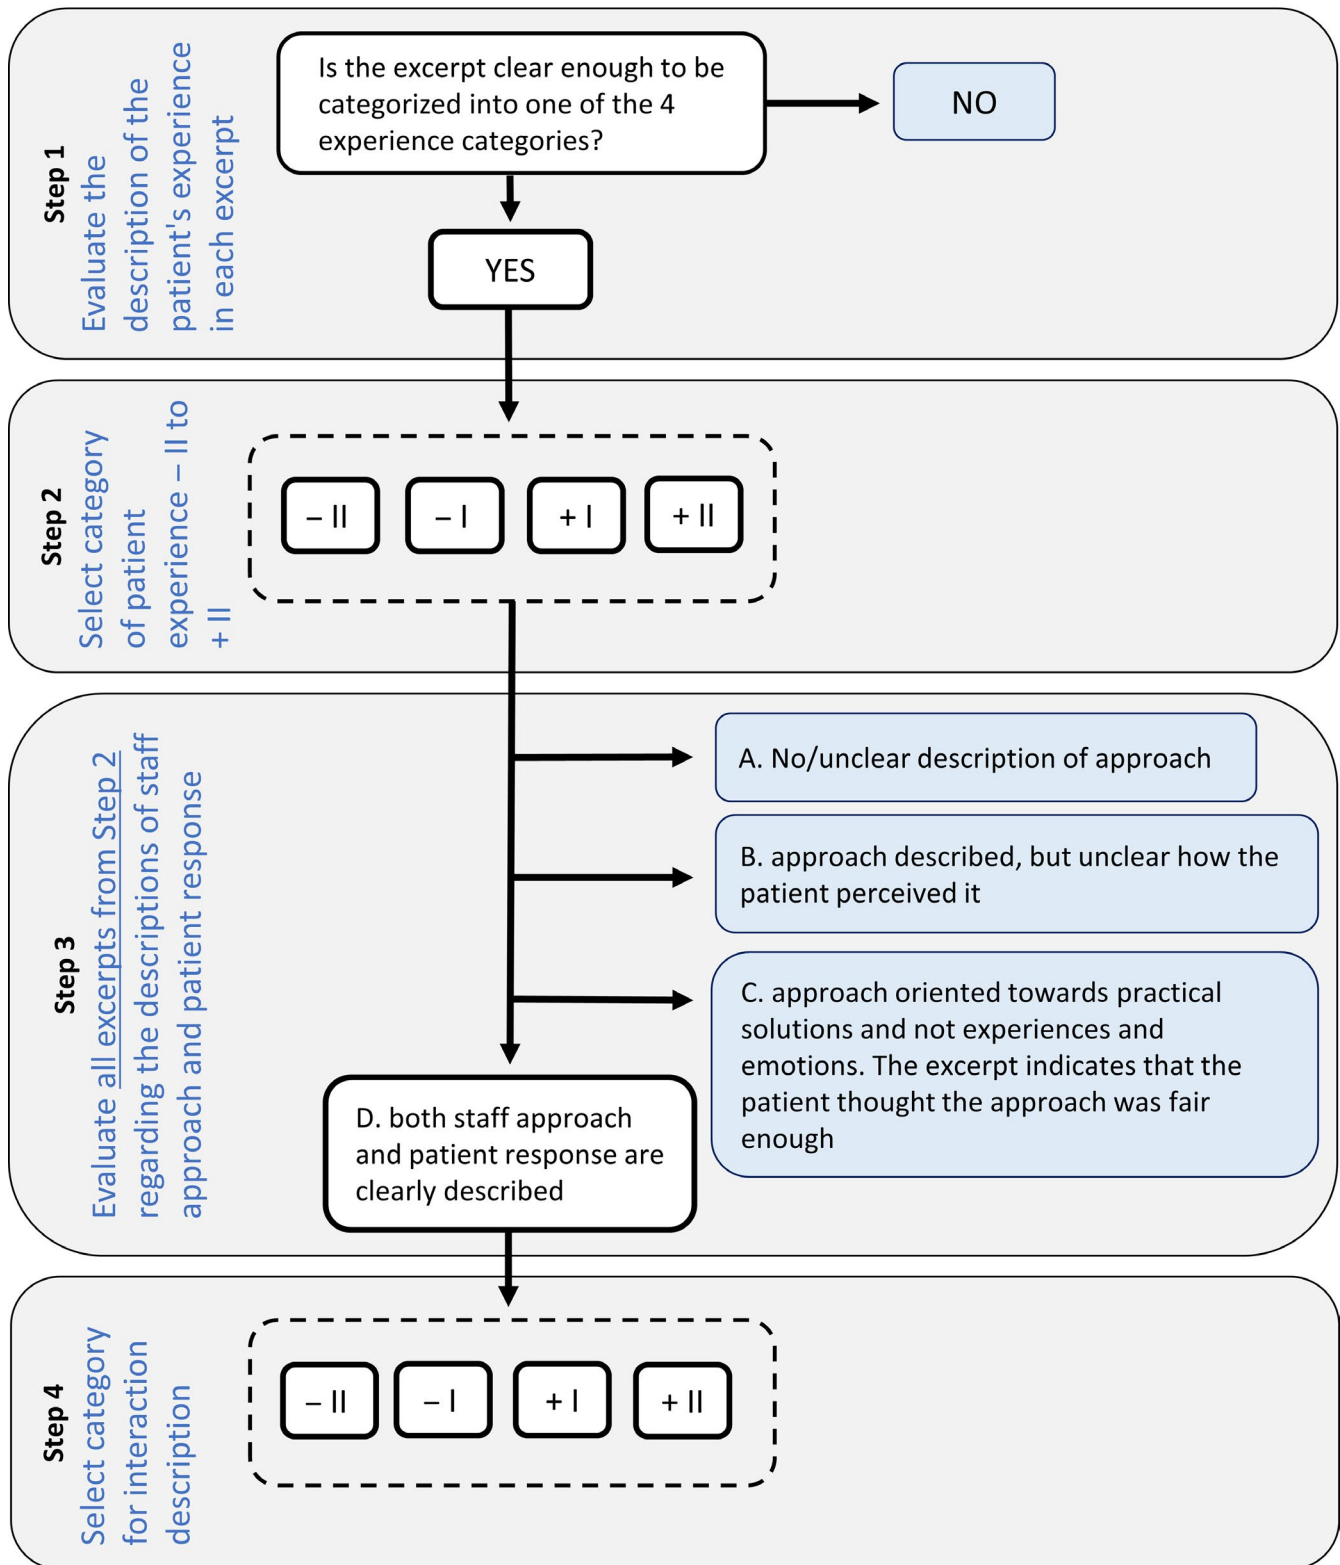 Step 1
Evaluate the
description of the
patient's experience
in each excerpt
Is the excerpt clear enough to be
categorized into one of the 4
experience categories?
NO
YES
Step 2
Select category
of patient
experience – II to
+ II
– II
– I
+ I
+ II
Step 3
Evaluate all excerpts from Step 2
regarding the descriptions of staff
approach and patient response
A. No/unclear description of approach
B. approach described, but unclear how the
patient perceived it
C. approach oriented towards practical
solutions and not experiences and
emotions. The excerpt indicates that the
patient thought the approach was fair
enough
D. both staff approach
and patient response are
clearly described
Step 4
Select category
for interaction
description
– II
– I
+ I
+ II